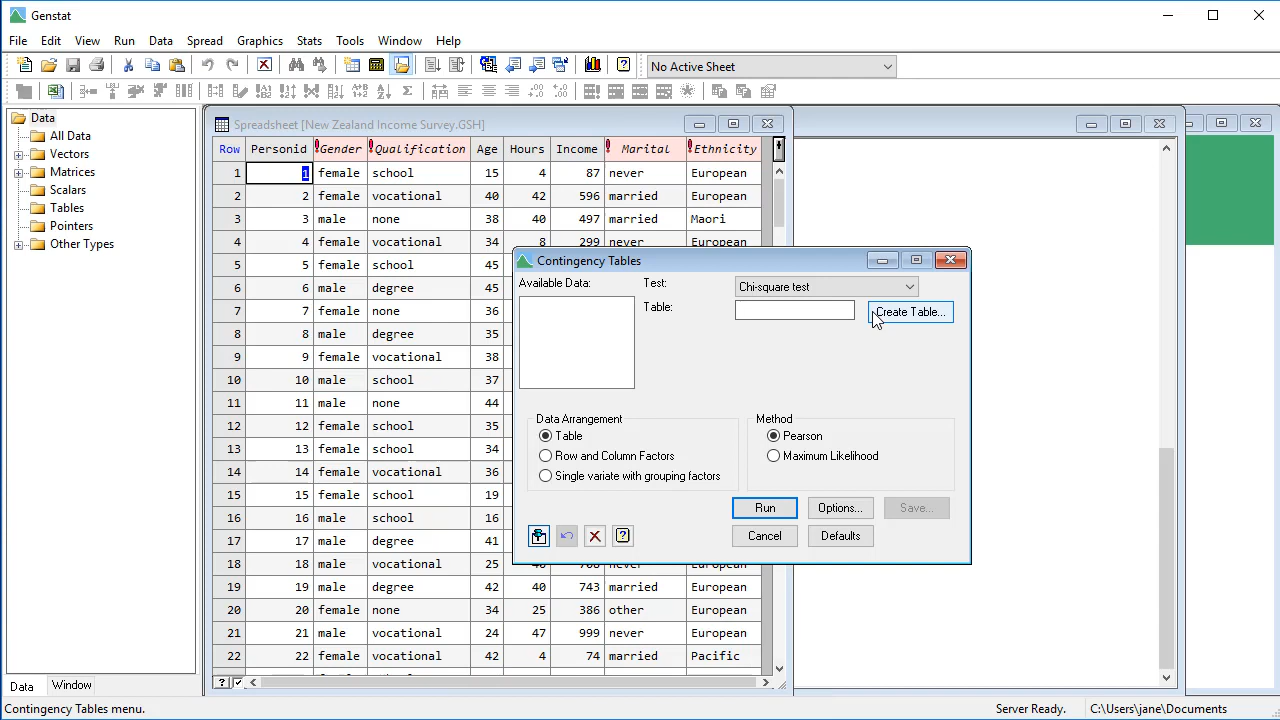 Genstat
File Edit View Run Data Spread Graphics Stats Tools Window Help
No Active Sheet
Data
All Data
Vectors
Matrices
Scalars
Tables
Pointers
Other Types
Data Window
Spreadsheet [New Zealand Income Survey.GSH]
Row Personid Gender Qualification Age Hours Income Marital Ethnicity
1 1 female school 15 4 87 never European
2 2 female vocational 40 42 596 married European
3 3 male none 38 40 497 married Maori
4 4 female vocational 34 8 299 never European
5 5 female school 45
6 6 male degree 45
7 7 female none 36
8 8 male degree 35
9 9 female vocational 38
10 10 male school 37
11 11 male none 44
12 12 female school 35
13 13 female school 34
14 14 female vocational 36
15 15 female school 19
16 16 male school 16
17 17 male degree 41
18 18 male vocational 25
19 19 male degree 42 40 743 married European
20 20 female none 34 25 386 other European
21 21 male vocational 24 47 999 never European
22 22 female vocational 42 4 74 married Pacific
Contingency Tables
Available Data:
Test: Chi-square test
Table: Create Table...
Data Arrangement
Table
Row and Column Factors
Single variate with grouping factors
Method
Pearson
Maximum Likelihood
Run Options... Save...
Cancel Defaults
Contingency Tables menu. Server Ready. C:\Users\jane\Documents